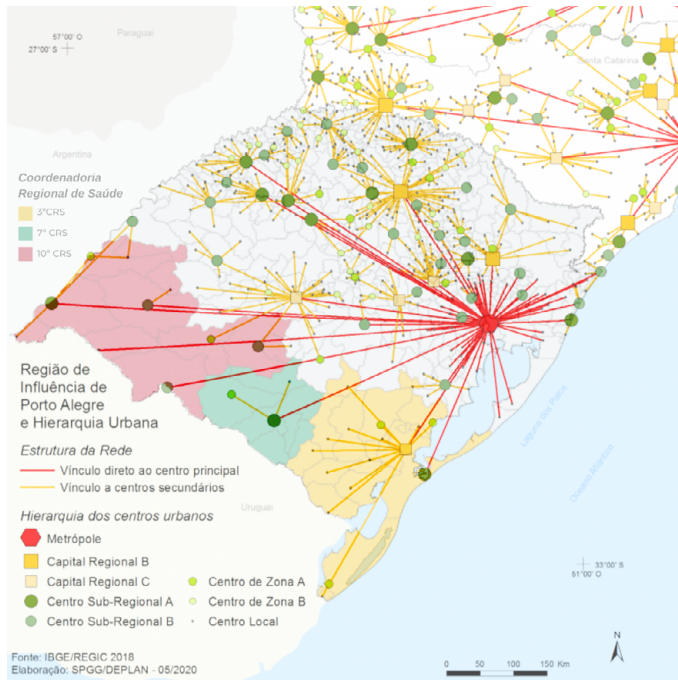 57°00' O
27°00' S
Paraguai
Santa Catarina
Argentina
Coordenadoria
Regional de Saúde
3ªCRS
7ª CRS
10ª CRS
Região de
Influência de
Porto Alegre
e Hierarquia Urbana
Estrutura da Rede
Vínculo direto ao centro principal
Vínculo a centros secundários
Laguna dos Patos
Oceano Atlântico
Uruguai
Hierarquia dos centros urbanos
Metrópole
Capital Regional B
Capital Regional C
Centro de Zona A
Centro Sub-Regional A
Centro de Zona B
Centro Sub-Regional B
Centro Local
33°00' S
51°00' O
N
Fonte: IBGE/REGIC 2018
Elaboração: SPGG/DEPLAN - 05/2020
0 50 100 150 Km